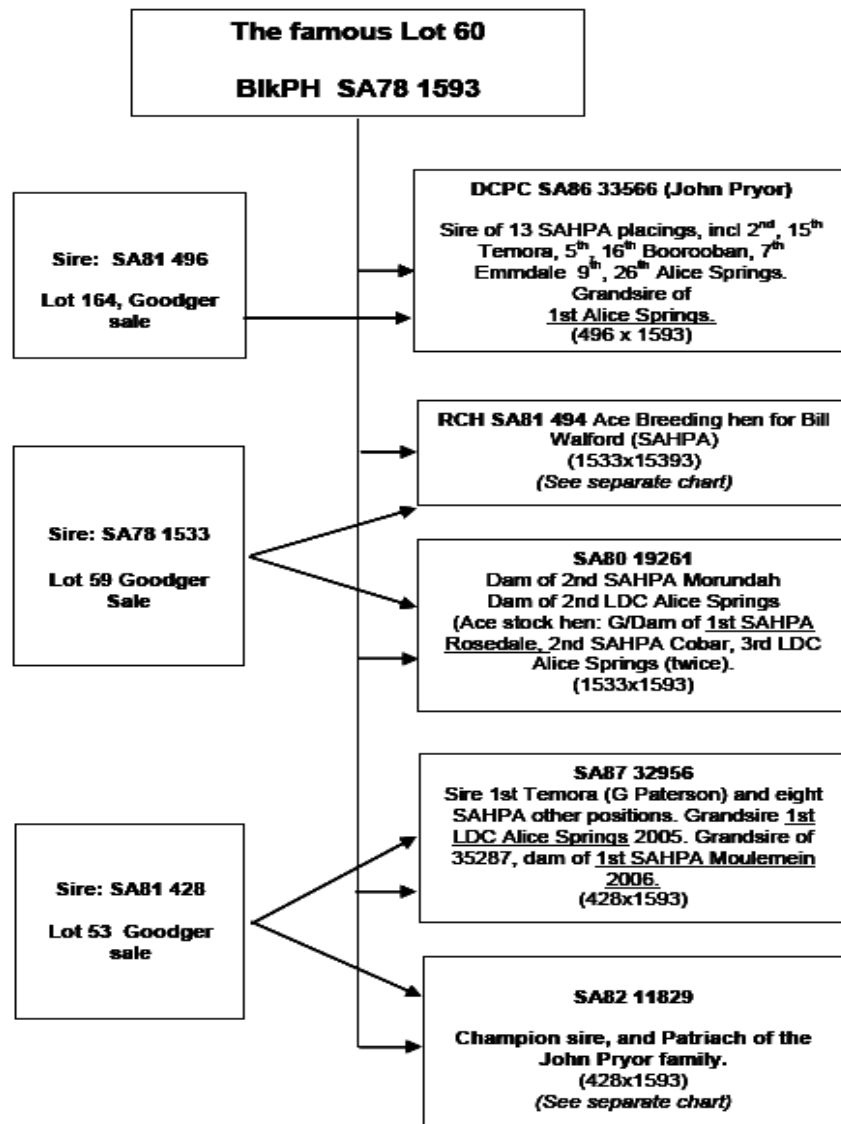 The famous Lot 60
BlkPH SA78 1593
Sire: SA81 496
Lot 164, Goodger
sale
DCPC SA86 33566 (John Pryor)
Sire of 13 SAHPA placings, incl 2nd, 15th
Temora, 5th, 16th Boorooban, 7th
Emmdale 9th, 26th Alice Springs.
Grandsire of
1st Alice Springs.
(496 x 1593)
RCH SA81 494 Ace Breeding hen for Bill
Walford (SAHPA)
(1533x15393)
(See separate chart)
Sire: SA78 1533
Lot 59 Goodger
Sale
SA80 19261
Dam of 2nd SAHPA Morundah
Dam of 2nd LDC Alice Springs
(Ace stock hen: G/Dam of 1st SAHPA
Rosedale, 2nd SAHPA Cobar, 3rd LDC
Alice Springs (twice).
(1533x1593)
SA87 32956
Sire 1st Temora (G Paterson) and eight
SAHPA other positions. Grandsire 1st
LDC Alice Springs 2005. Grandsire of
35287, dam of 1st SAHPA Moulemein
2006.
(428x1593)
Sire: SA81 428
Lot 53 Goodger
sale
SA82 11829
Champion sire, and Patriach of the
John Pryor family.
(428x1593)
(See separate chart)